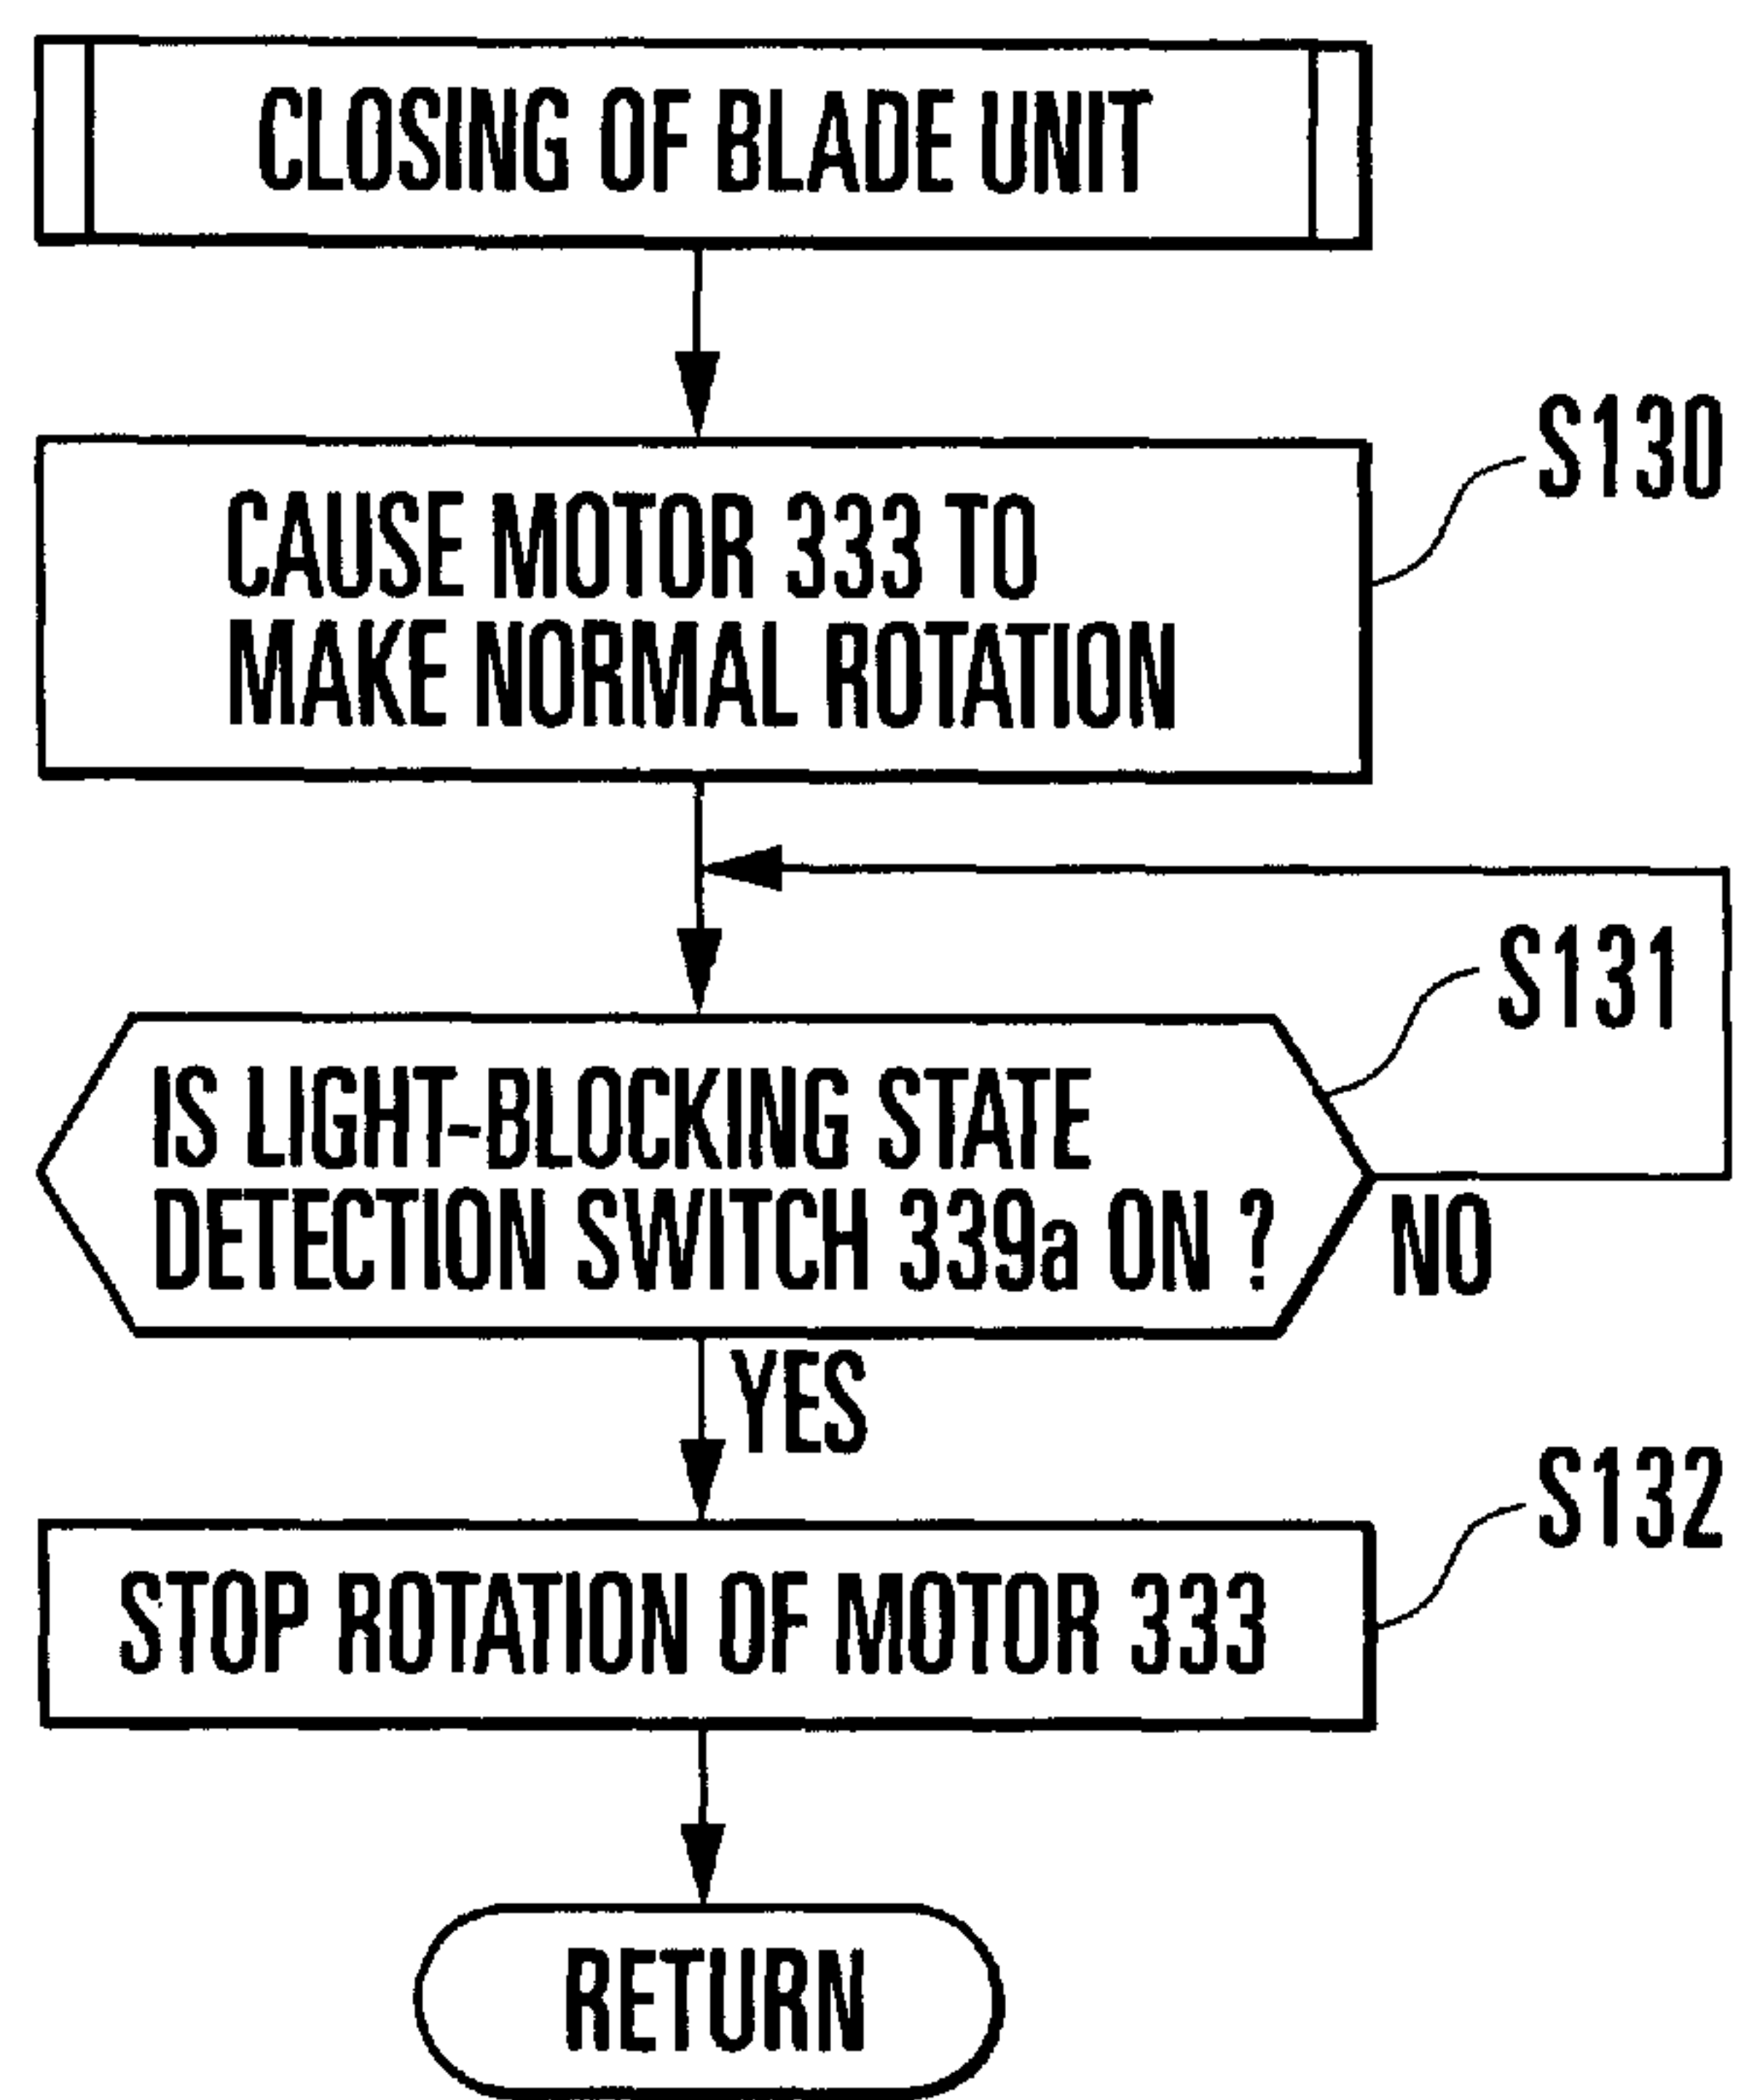 CLOSING OF BLADE UNIT
S130
CAUSE MOTOR 333 TO
MAKE NORMAL ROTATION
S131
IS LIGHT-BLOCKING STATE
DETECTION SWITCH 339a ON ?
NO
YES
S132
STOP ROTATION OF MOTOR 333
RETURN